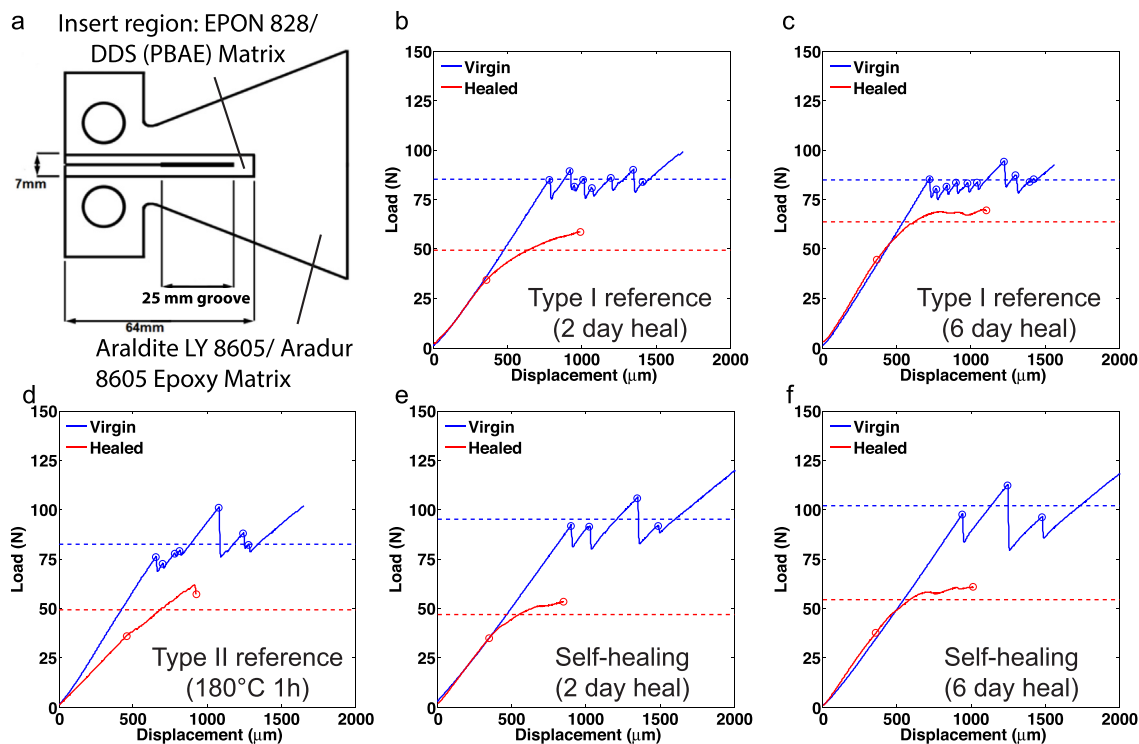 a
Insert region: EPON 828/
DDS (PBAE) Matrix
7mm
25 mm groove
64mm
Araldite LY 8605/ Aradur
8605 Epoxy Matrix
b
150
125
100
75
50
25
0
Load (N)
Virgin
Healed
Type I reference
(2 day heal)
0 500 1000 1500 2000
Displacement (μm)
c
150
125
100
75
50
25
0
Load (N)
Virgin
Healed
Type I reference
(6 day heal)
0 500 1000 1500 2000
Displacement (μm)
d
150
125
100
75
50
25
0
Load (N)
Virgin
Healed
Type II reference
(180°C 1h)
0 500 1000 1500 2000
Displacement (μm)
e
150
125
100
75
50
25
0
Load (N)
Virgin
Healed
Self-healing
(2 day heal)
0 500 1000 1500 2000
Displacement (μm)
f
150
125
100
75
50
25
0
Load (N)
Virgin
Healed
Self-healing
(6 day heal)
0 500 1000 1500 2000
Displacement (μm)